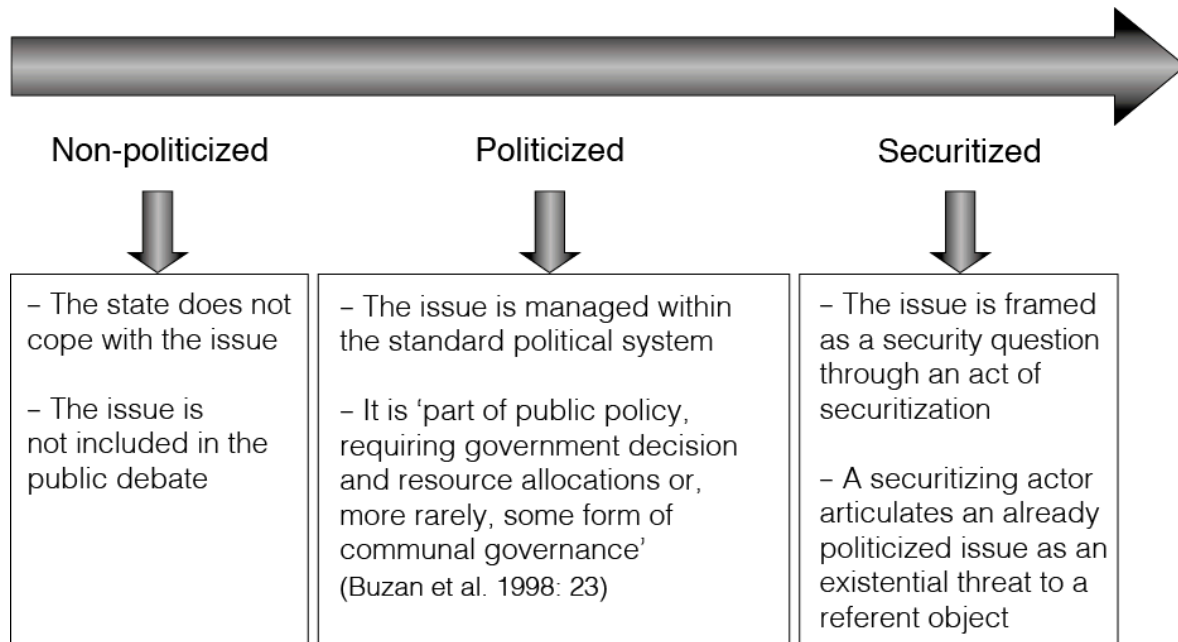 Non-politicized
Politicized
Securitized
– The state does not
cope with the issue
– The issue is
not included in the
public debate
– The issue is managed within
the standard political system
– It is ‘part of public policy,
requiring government decision
and resource allocations or,
more rarely, some form of
communal governance’
(Buzan et al. 1998: 23)
– The issue is framed
as a security question
through an act of
securitization
– A securitizing actor
articulates an already
politicized issue as an
existential threat to a
referent object